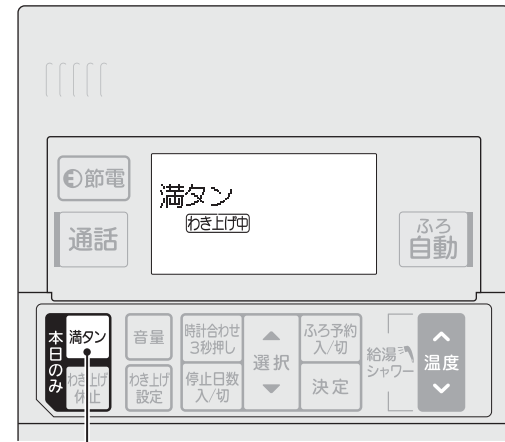 節電
満タン
わき上げ中
通話
ふろ
自動
本日のみ
満タン
音量
時計合わせ
3秒押し
ふろ予約
入/切
わき上げ
休止
わき上げ
設定
停止日数
入/切
選択
決定
給湯
シャワー
温度